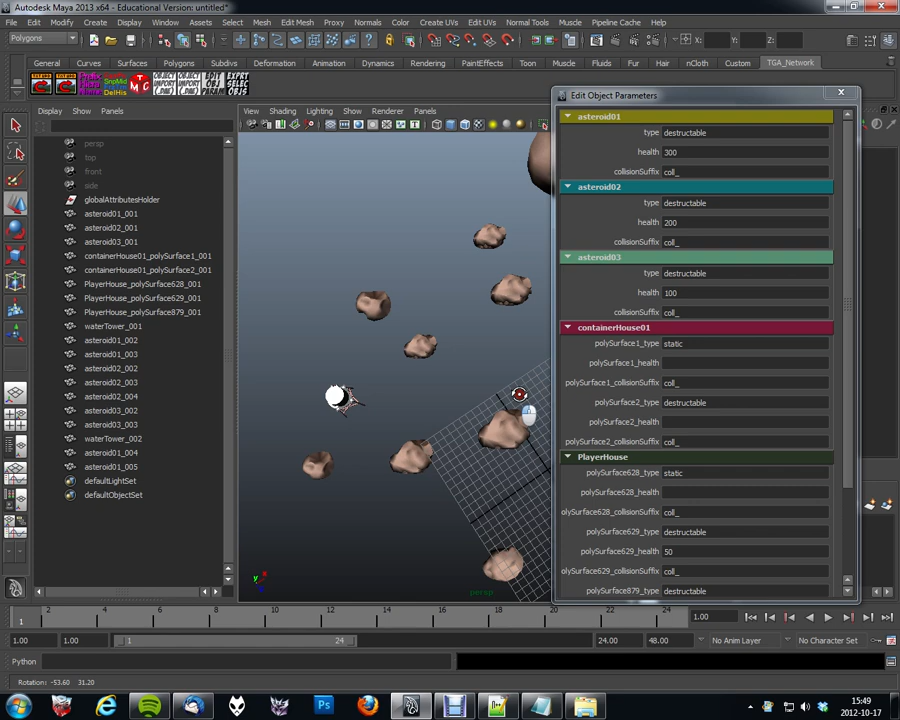 Autodesk Maya 2013 x64 - Educational Version: untitled*
File Edit Modify Create Display Window Assets Select* Mesh Edit Mesh Proxy Normals Color Create UVs Edit UVs Normal Tools Muscle Pipeline Cache Help
Polygons X: Y: Z:
General Curves Surfaces Polygons Subdivs Deformation Animation Dynamics Rendering PaintEffects Toon Muscle Fluids Fur Hair nCloth Custom TGA_Network
Display Show Panels
View Shading Lighting Show Renderer Panels
Edit Object Parameters
persp
top
front
side
globalAttributesHolder
asteroid01_001
asteroid02_001
asteroid03_001
containerHouse01_polySurface1_001
containerHouse01_polySurface2_001
PlayerHouse_polySurface628_001
PlayerHouse_polySurface629_001
PlayerHouse_polySurface879_001
waterTower_001
asteroid01_002
asteroid01_003
asteroid02_002
asteroid02_003
asteroid02_004
asteroid03_002
asteroid03_003
waterTower_002
asteroid01_004
asteroid01_005
defaultLightSet
defaultObjectSet
asteroid01
type destructable
health 300
collisionSuffix coll_
asteroid02
type destructable
health 200
collisionSuffix coll_
asteroid03
type destructable
health 100
collisionSuffix coll_
containerHouse01
polySurface1_type static
polySurface1_health
polySurface1_collisionSuffix coll_
polySurface2_type destructable
polySurface2_health
polySurface2_collisionSuffix coll_
PlayerHouse
polySurface628_type static
polySurface628_health
olySurface628_collisionSuffix coll_
polySurface629_type destructable
polySurface629_health 50
olySurface629_collisionSuffix coll_
polySurface879_type destructable
y
persp
2 4 6 8 10 12 14 16 18 20 22 24
1 1.00
1.00 1.00 1 24 24.00 48.00 No Anim Layer No Character Set
Python
Rotation: -53.60 31.20
Ps
15:49
2012-10-17